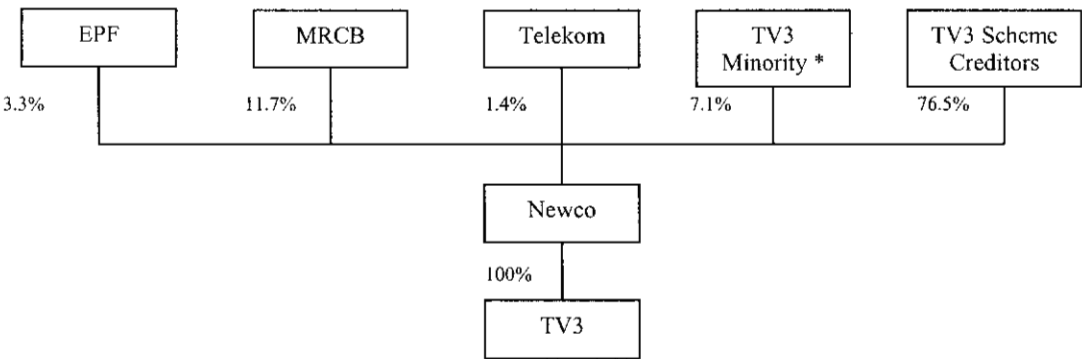 EPF
MRCB
Telekom
TV3
Minority *
TV3 Scheme
Creditors
3.3%
11.7%
1.4%
7.1%
76.5%
Newco
100%
TV3